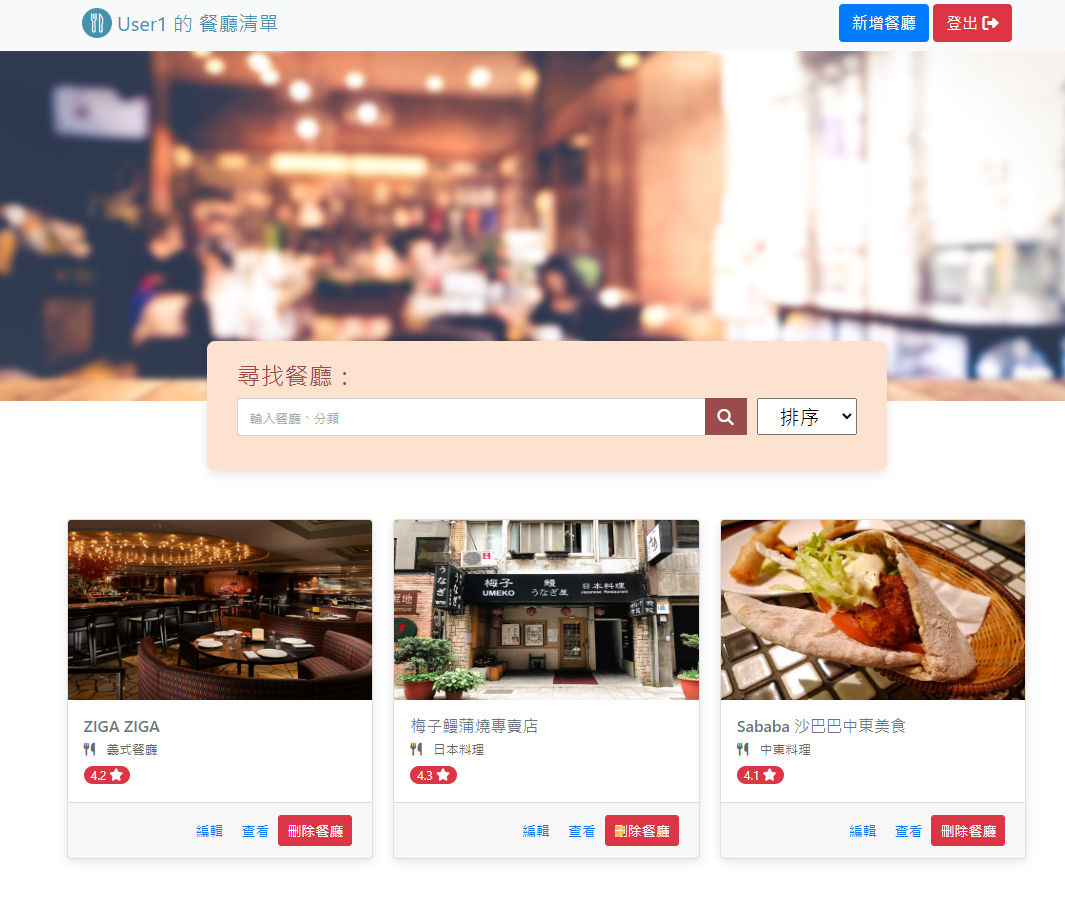 User1 的 餐廳清單
新增餐廳
登出
尋找餐廳：
輸入餐廳、分類
排序
うなぎ
梅子
UMEKO
鰻
うなぎ屋
日本料理
Japanese Restaurant
ZIGA ZIGA
義式餐廳
4.2
編輯 查看 刪除餐廳
梅子鰻蒲燒專賣店
日本料理
4.3
編輯 查看 刪除餐廳
Sababa 沙巴巴中東美食
中東料理
4.1
編輯 查看 刪除餐廳